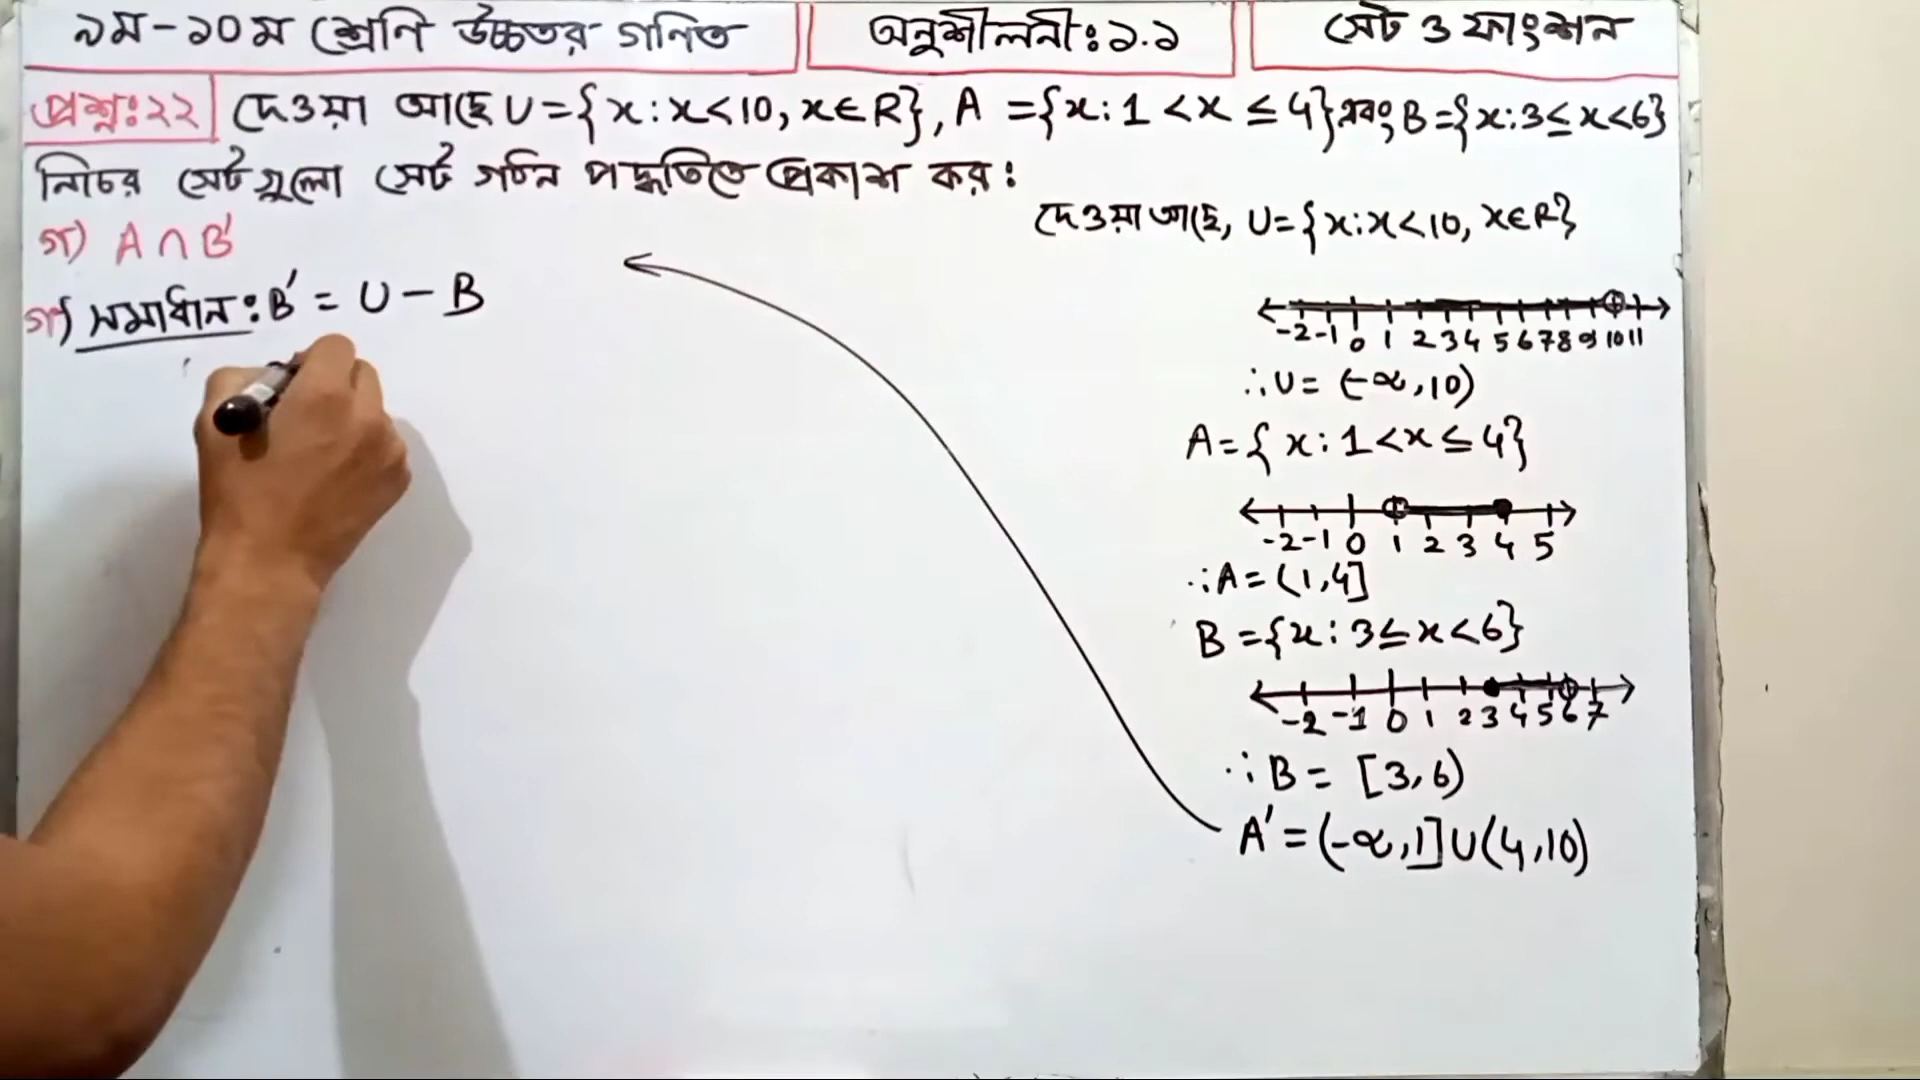 ৯ম-১০ম শ্রেণি উচ্চতর গনিত
অনুশীলনী: ১.১
সেট ও ফাংশন
প্রশ্ন: ২২ দেওয়া আছে U = {x : x < 10, x ∈ R}, A = {x : 1 < x ≤ 4} এবং B = {x : 3 ≤ x < 6}
নিচের সেট গুলো সেট গঠন পদ্ধতিতে প্রকাশ কর :
গ) A ∩ B′
গ) সমাধান : B′ = U − B
দেওয়া আছে, U = {x : x < 10, x ∈ R}
-2 -1 0 1 2 3 4 5 6 7 8 9 10 11
∴ U = (-∝, 10)
A = {x : 1 < x ≤ 4}
-2 -1 0 1 2 3 4 5
∴ A = (1, 4]
B = {x : 3 ≤ x < 6}
-2 -1 0 1 2 3 4 5 6 7
∴ B = [3, 6)
A′ = (-∝, 1] ∪ (4, 10)